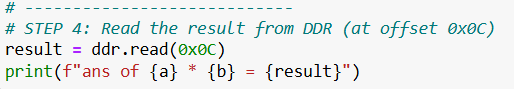 # ----------------------------
# STEP 4: Read the result from DDR (at offset 0x0C)
result = ddr.read(0x0C)
print(f"ans of {a} * {b} = {result}")